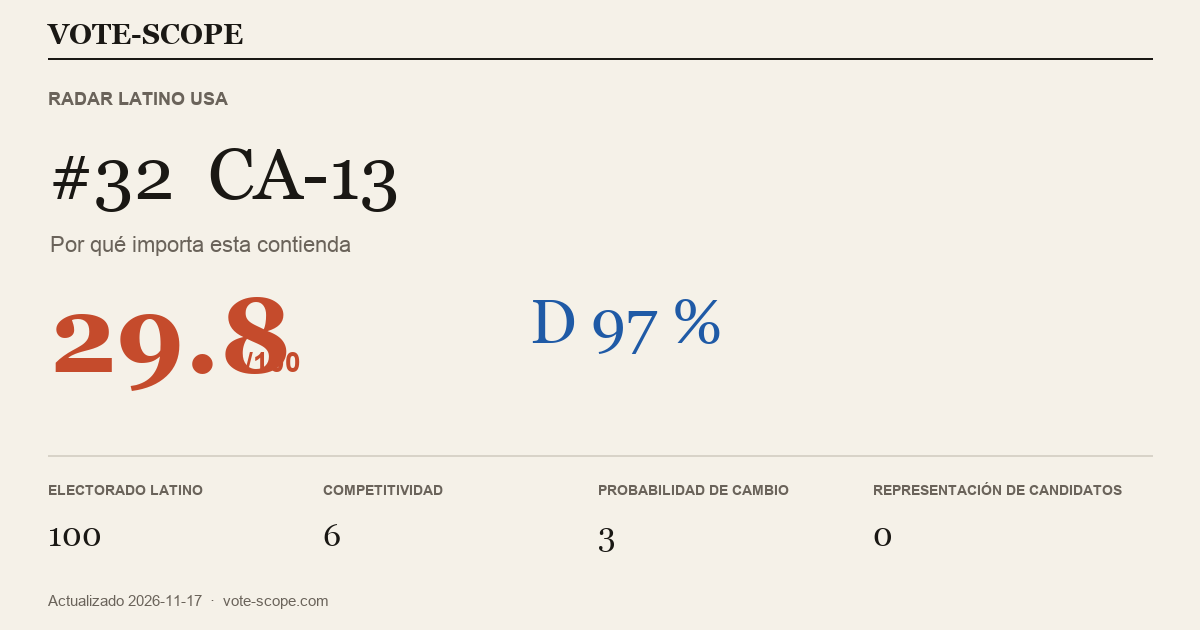 VOTE-SCOPE
RADAR LATINO USA
#32 CA-13
Por qué importa esta contienda
29.8 /100
D 97 %
ELECTORADO LATINO
COMPETITIVIDAD
PROBABILIDAD DE CAMBIO
REPRESENTACIÓN DE CANDIDATOS
100
6
3
0
Actualizado 2026-11-17 · vote-scope.com